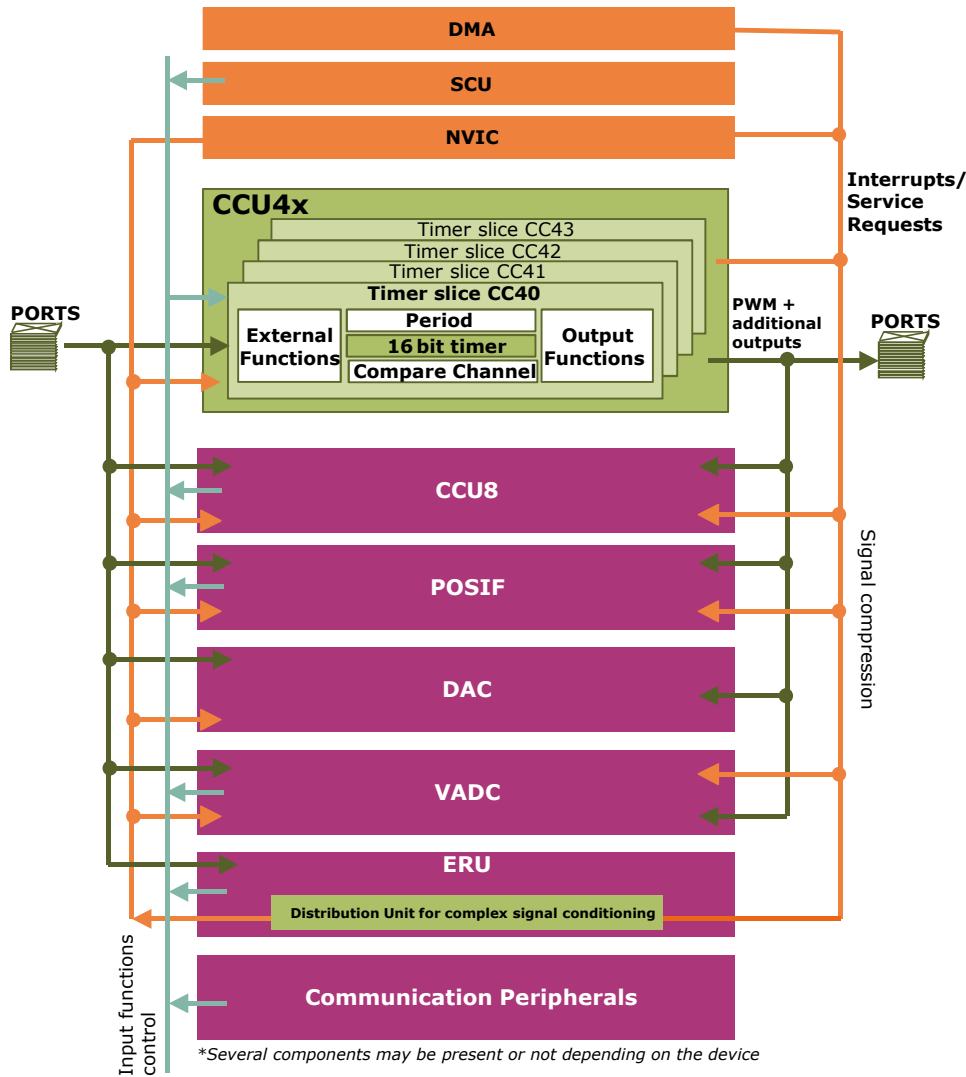 DMA
SCU
NVIC
Interrupts/
Service
Requests
CCU4x
Timer slice CC43
Timer slice CC42
Timer slice CC41
Timer slice CC40
PORTS
External
Functions
Period
16 bit timer
Compare Channel
Output
Functions
PWM +
additional
outputs
PORTS
CCU8
POSIF
Signal compression
DAC
VADC
ERU
Distribution Unit for complex signal conditioning
Input functions
control
Communication Peripherals
*Several components may be present or not depending on the device